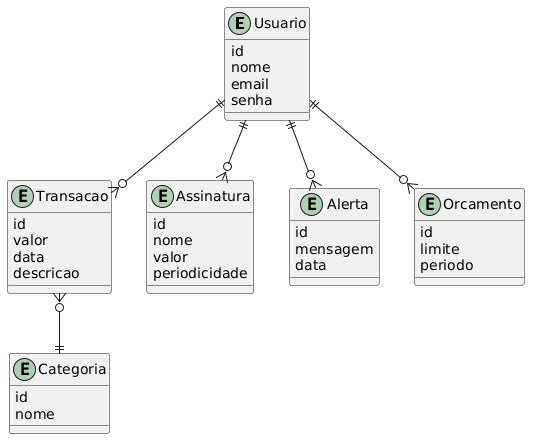 E Usuario
id
nome
email
senha
E Transacao
id
valor
data
descricao
E Assinatura
id
nome
valor
periodicidade
E Alerta
id
mensagem
data
E Orcamento
id
limite
periodo
E Categoria
id
nome